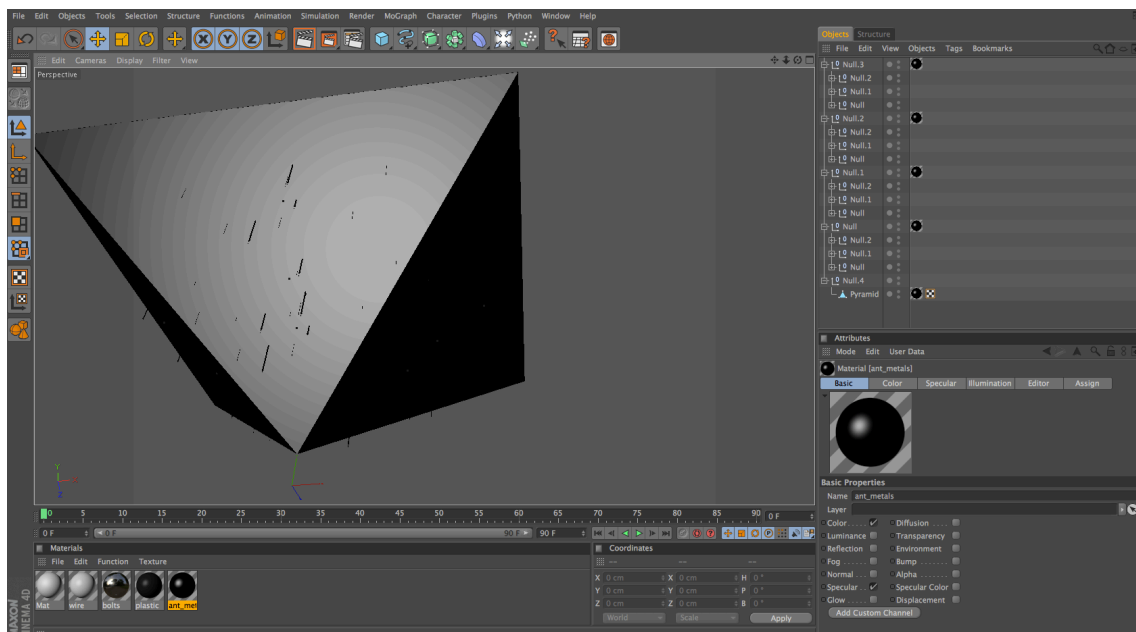 File Edit Objects Tools Selection Structure Functions Animation Simulation Render MoGraph Character Plugins Python Window Help
Edit Cameras Display Filter View
Perspective
Y
X
Z
0 5 10 15 20 25 30 35 40 45 50 55 60 65 70 75 80 85 90 0 F
0 F 0 F 90 F 90 F
Materials
File Edit Function Texture
Mat wire bolts plastic ant_met
MAXON
CINEMA 4D
Coordinates
-- -- --
X 0 cm X 0 cm H 0 °
Y 0 cm Y 0 cm P 0 °
Z 0 cm Z 0 cm B 0 °
World Scale Apply
Objects Structure
File Edit View Objects Tags Bookmarks
Null.3
Null.2
Null.1
Null
Null.2
Null.2
Null.1
Null
Null.1
Null.2
Null.1
Null
Null
Null.2
Null.1
Null
Null.4
Pyramid
Attributes
Mode Edit User Data
Material [ant_metals]
Basic Color Specular Illumination Editor Assign
Basic Properties
Name ant_metals
Layer
Color Diffusion
Luminance Transparency
Reflection Environment
Fog Bump
Normal Alpha
Specular Specular Color
Glow Displacement
Add Custom Channel